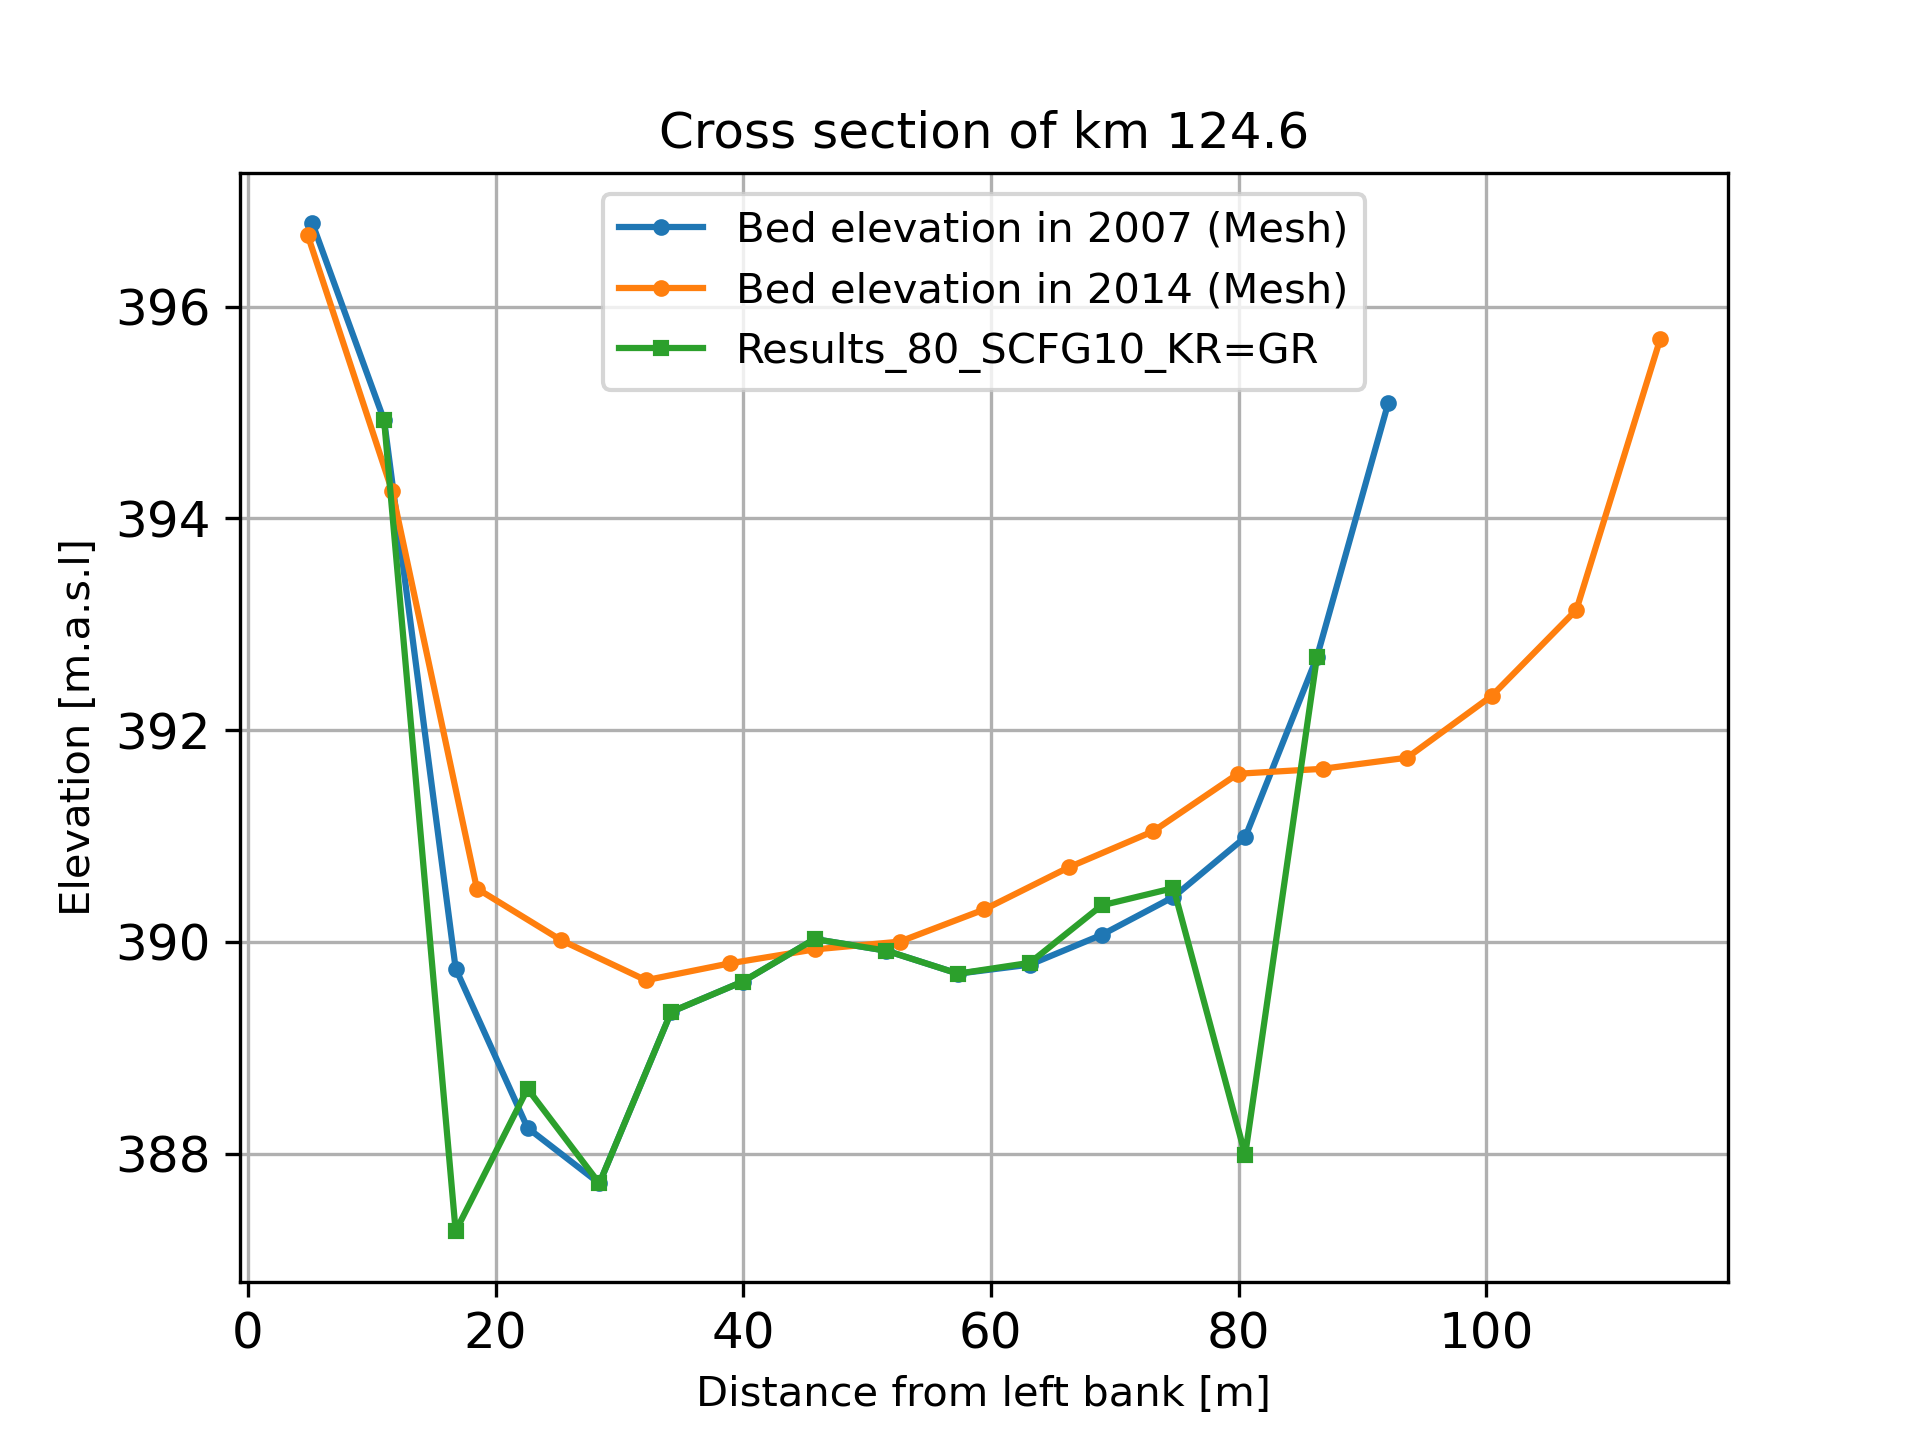 Cross section of km 124.6
Bed elevation in 2007 (Mesh)
Bed elevation in 2014 (Mesh)
Results_80_SCFG10_KR=GR
Elevation [m.a.s.l]
396
394
392
390
388
0 20 40 60 80 100
Distance from left bank [m]